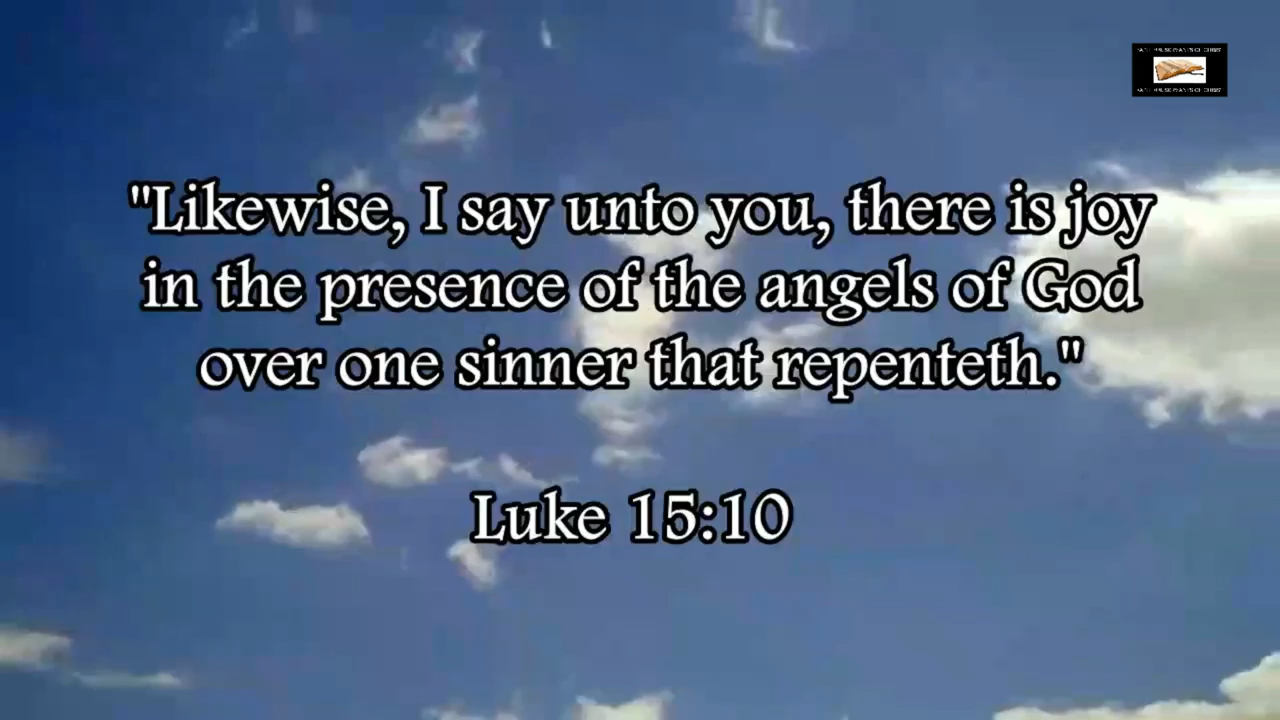 "Likewise, I say unto you, there is joy
in the presence of the angels of God
over one sinner that repenteth."
Luke 15:10